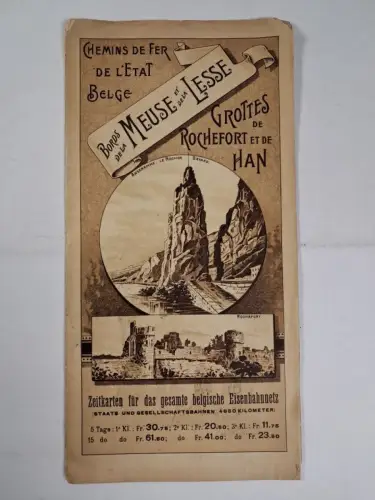 CHEMINS DE FER
DE L'ETAT
BELGE
BORDS DE LA MEUSE ET DE LA LESSE
GROTTES
DE
ROCHEFORT ET DE
HAN
DINANT
ROCHEFORT
Zeitkarten für das gesamte belgische Eisenbahnnetz
(STAATS UND GESELLSCHAFTSBAHNEN 4650 KILOMETER)
5 Tage: 1e Kl.: Fr. 30.75; 2e Kl.: Fr. 20.50; 3e Kl.: Fr. 11.75
15 do do Fr. 61.50; do Fr. 41.00; do Fr. 23.50